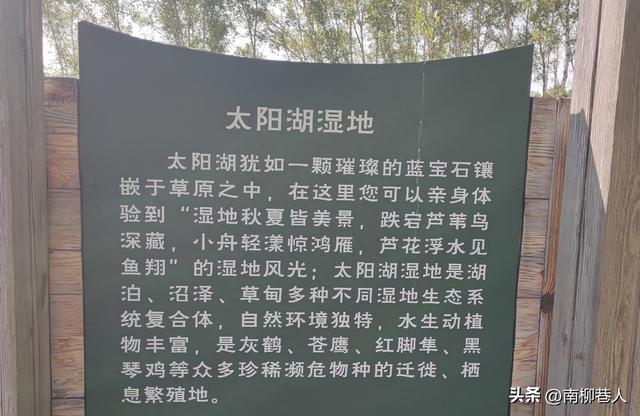 太阳湖湿地
太阳湖犹如一颗璀璨的蓝宝石镶
嵌于草原之中，在这里您可以亲身体
验到“湿地秋夏皆美景，跌宕芦苇鸟
深藏，小舟轻漾惊鸿雁，芦花浮水见
鱼翔”的湿地风光；太阳湖湿地是湖
泊、沼泽、草甸多种不同湿地生态系
统复合体，自然环境独特，水生动植
物丰富，是灰鹤、苍鹰、红脚隼、黑
琴鸡等众多珍稀濒危物种的迁徙、栖
息繁殖地。
头条 @南柳巷人